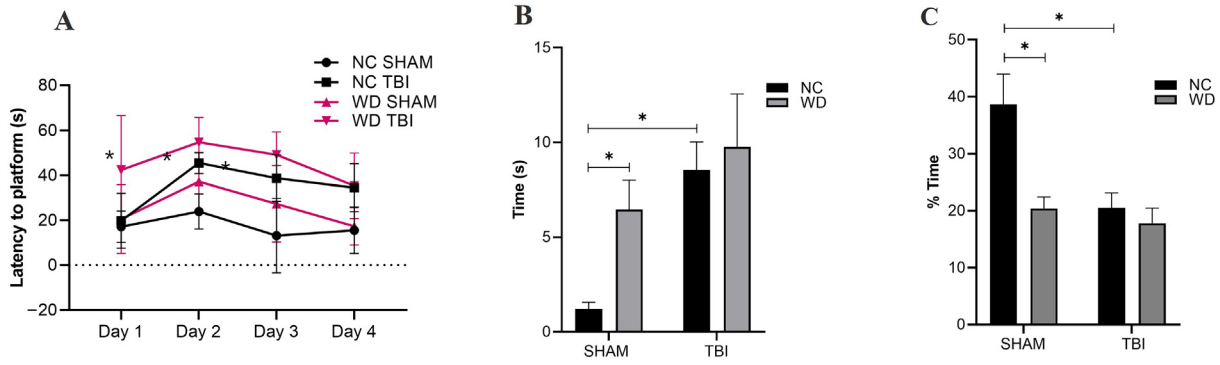 A
NC SHAM
NC TBI
WD SHAM
WD TBI
Latency to platform (s)
80
60
40
20
0
−20
*
*
*
Day 1 Day 2 Day 3 Day 4
B
NC
WD
Time (s)
15
10
5
0
*
*
SHAM TBI
C
NC
WD
% Time
50
40
30
20
10
0
*
*
SHAM TBI